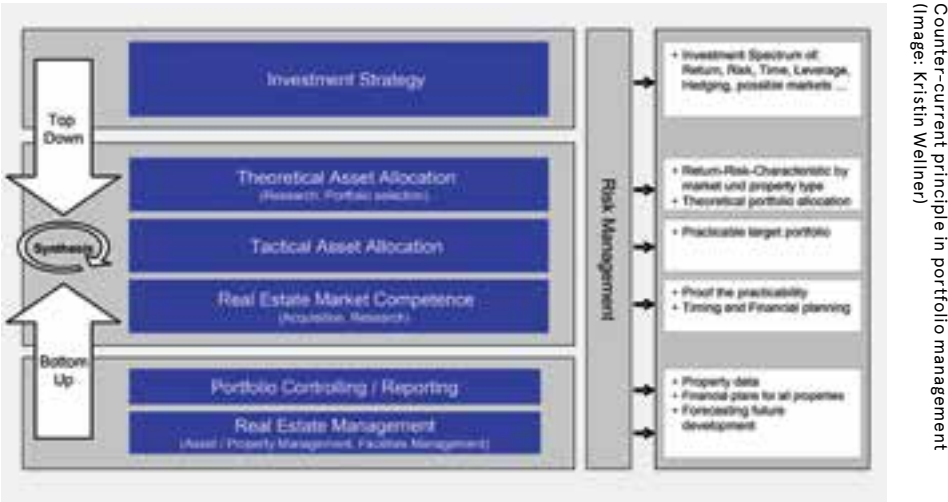 Top
Down
Synthesis
Bottom
Up
Investment Strategy
Theoretical Asset Allocation
(Research, Portfolio selection)
Tactical Asset Allocation
Real Estate Market Competence
(Acquisition, Research)
Portfolio Controlling / Reporting
Real Estate Management
(Asset / Property Management, Facilities Management)
Risk Management
• Investment Spectrum of:
Return, Risk, Time, Leverage,
Hedging, possible markets ...
• Return-Risk-Characteristic by
market und property type
• Theoretical portfolio allocation
• Practicable target portfolio
• Proof the practicability
• Timing and Financial planning
• Property data
• Financial plans for all properties
• Forecasting future
development
Counter-current principle in portfolio management
(Image: Kristin Wellner)